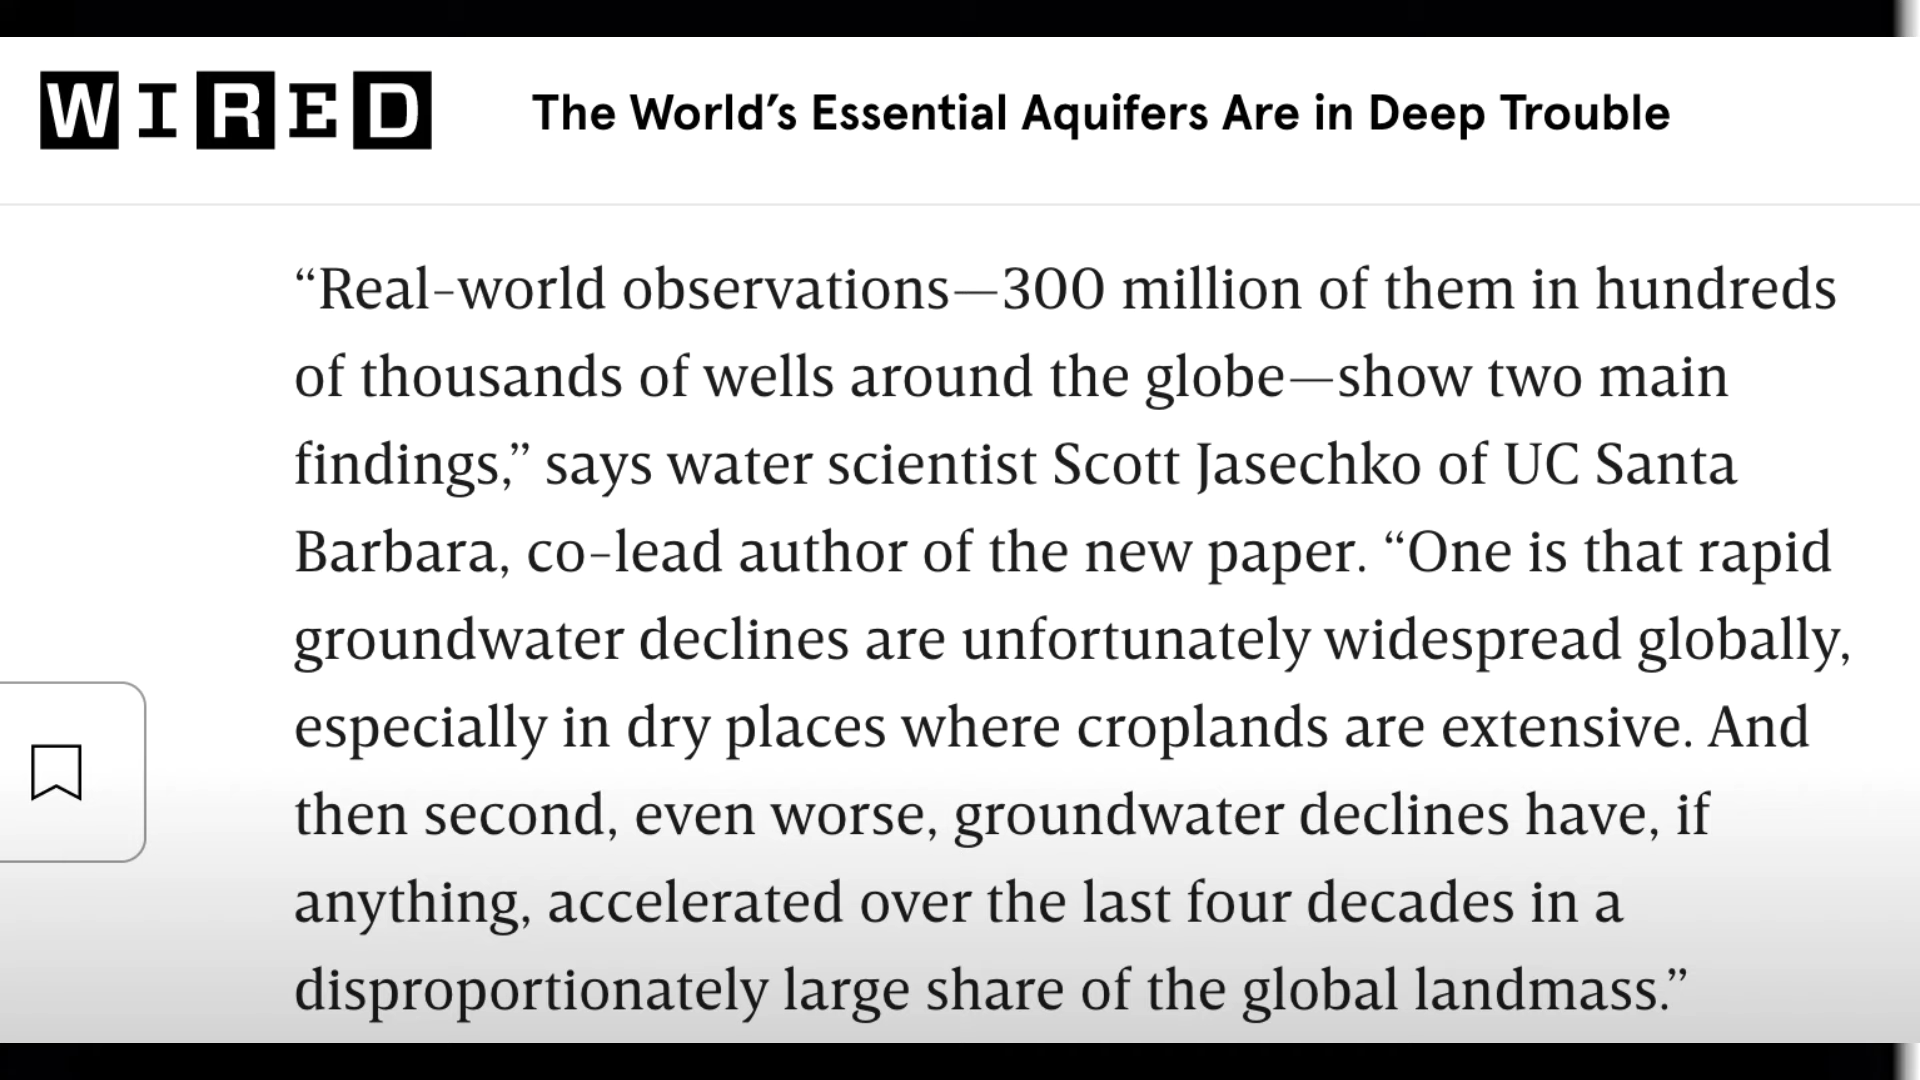 WIRED
The World’s Essential Aquifers Are in Deep Trouble
“Real-world observations—300 million of them in hundreds
of thousands of wells around the globe—show two main
findings,” says water scientist Scott Jasechko of UC Santa
Barbara, co-lead author of the new paper. “One is that rapid
groundwater declines are unfortunately widespread globally,
especially in dry places where croplands are extensive. And
then second, even worse, groundwater declines have, if
anything, accelerated over the last four decades in a
disproportionately large share of the global landmass.”